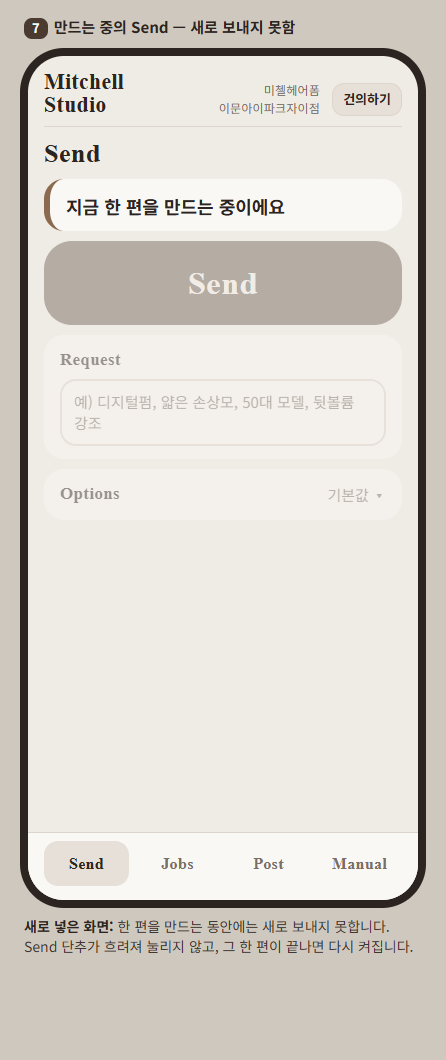 7 만드는 중의 Send — 새로 보내지 못함
Mitchell
Studio
미첼헤어폼
이문아이파크자이점
건의하기
Send
지금 한 편을 만드는 중이에요
Send
Request
예) 디지털펌, 얇은 손상모, 50대 모델, 뒷볼륨
강조
Options
기본값 ▾
Send
Jobs
Post
Manual
새로 넣은 화면: 한 편을 만드는 동안에는 새로 보내지 못합니다.
Send 단추가 흐려져 눌리지 않고, 그 한 편이 끝나면 다시 켜집니다.